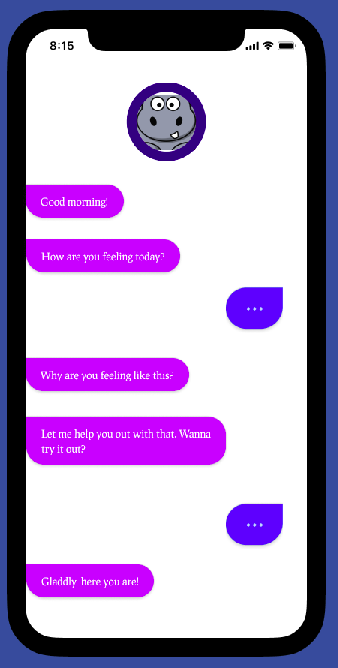 8:15
Good morning!
How are you feeling today?
...
Why are you feeling like this?
Let me help you out with that. Wanna
try it out?
...
Gladdly here you are!